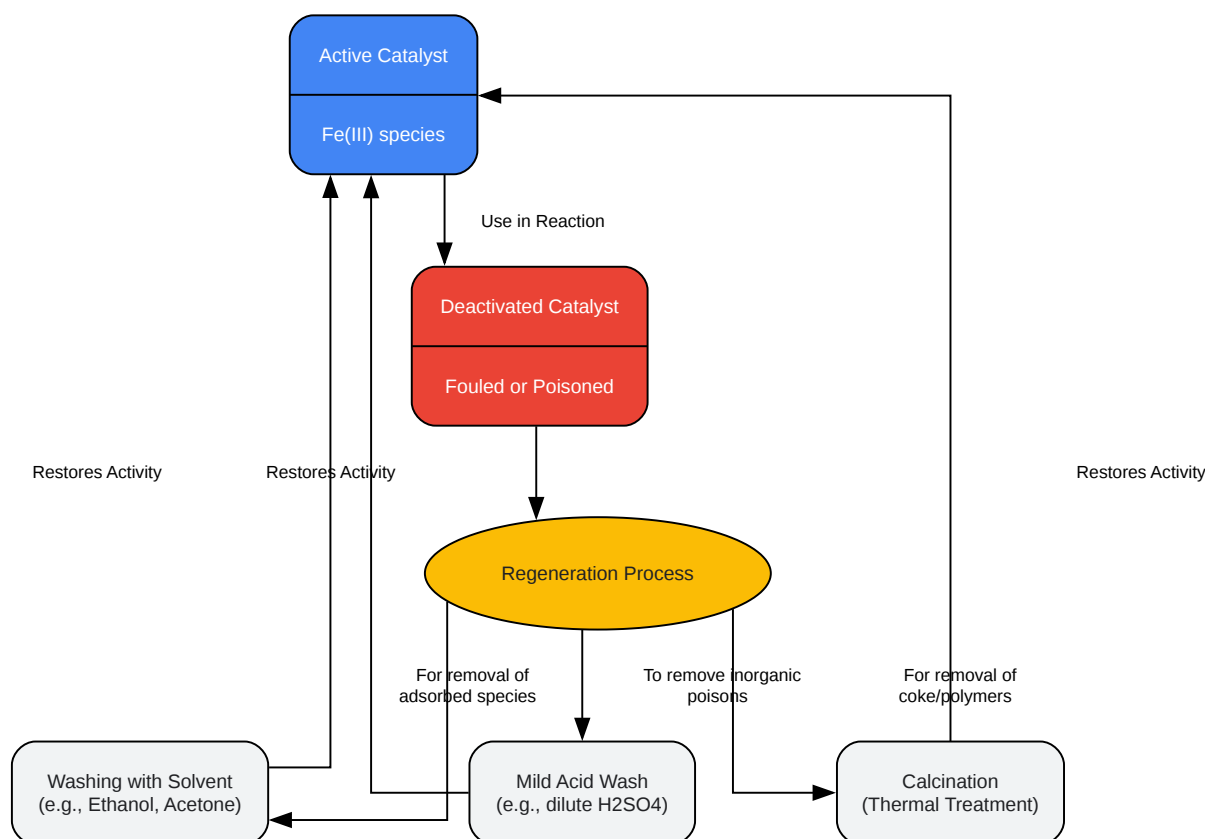 Active Catalyst
Fe(III) species
Use in Reaction
Deactivated Catalyst
Fouled or Poisoned
Restores Activity
Restores Activity
Restores Activity
Regeneration Process
For removal of
adsorbed species
To remove inorganic
poisons
For removal of
coke/polymers
Washing with Solvent
(e.g., Ethanol, Acetone)
Mild Acid Wash
(e.g., dilute H2SO4)
Calcination
(Thermal Treatment)